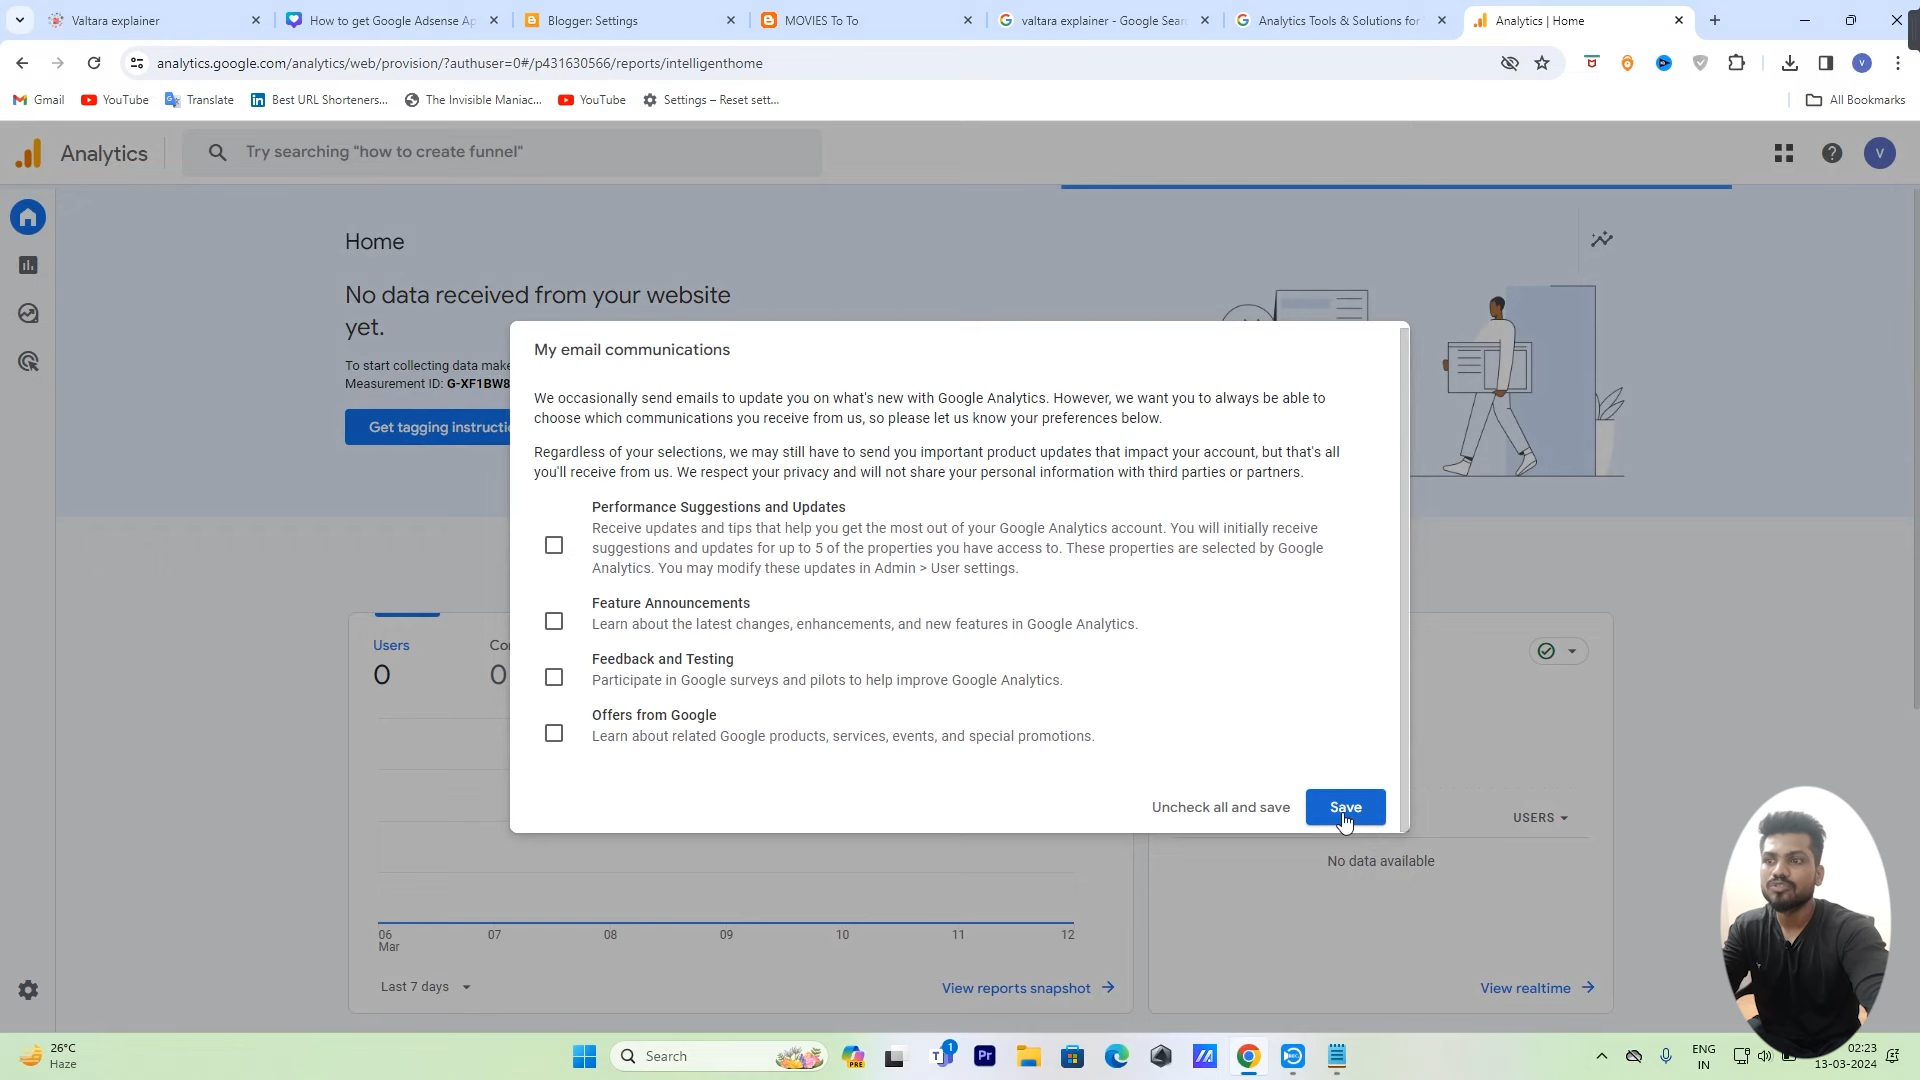 Valtara explainer
How to get Google Adsense Ap
Blogger: Settings
MOVIES To To
valtara explainer - Google Sear
Analytics Tools & Solutions for
Analytics | Home
analytics.google.com/analytics/web/provision/?authuser=0#/p431630566/reports/intelligenthome
V
Gmail
YouTube
Translate
Best URL Shorteners...
The Invisible Maniac...
YouTube
Settings – Reset sett...
All Bookmarks
Analytics
Try searching "how to create funnel"
V
Home
No data received from your website
yet.
To start collecting data make
Measurement ID: G-XF1BW8
Get tagging instructi
My email communications
We occasionally send emails to update you on what's new with Google Analytics. However, we want you to always be able to
choose which communications you receive from us, so please let us know your preferences below.
Regardless of your selections, we may still have to send you important product updates that impact your account, but that's all
you'll receive from us. We respect your privacy and will not share your personal information with third parties or partners.
Performance Suggestions and Updates
Receive updates and tips that help you get the most out of your Google Analytics account. You will initially receive
suggestions and updates for up to 5 of the properties you have access to. These properties are selected by Google
Analytics. You may modify these updates in Admin > User settings.
Feature Announcements
Learn about the latest changes, enhancements, and new features in Google Analytics.
Feedback and Testing
Participate in Google surveys and pilots to help improve Google Analytics.
Offers from Google
Learn about related Google products, services, events, and special promotions.
Uncheck all and save
Save
Users
Co
0
0
06
Mar
07
08
09
10
11
12
Last 7 days
View reports snapshot
USERS
No data available
View realtime
26°C
Haze
Search
PRE
1
Pr
ENG
IN
02:23
13-03-2024